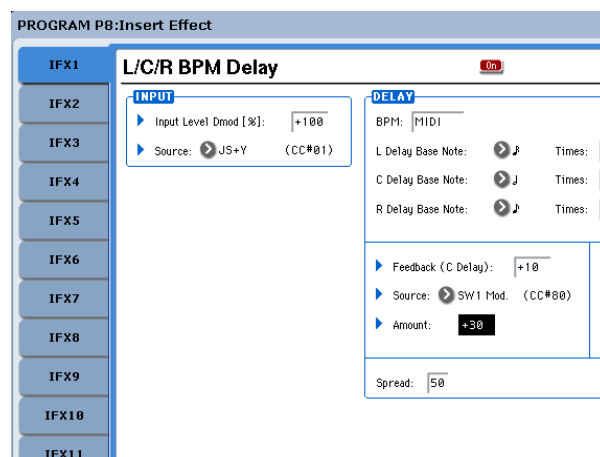 PROGRAM P8:Insert Effect
IFX1
IFX2
IFX3
IFX4
IFX5
IFX6
IFX7
IFX8
IFX9
IFX10
IFX11
L/C/R BPM Delay
On
INPUT
Input Level Dmod [%]: +100
Source: JS+Y (CC#01)
DELAY
BPM: MIDI
L Delay Base Note: Times:
C Delay Base Note: Times:
R Delay Base Note: Times:
Feedback (C Delay): +10
Source: SW1 Mod. (CC#80)
Amount: +30
Spread: 50